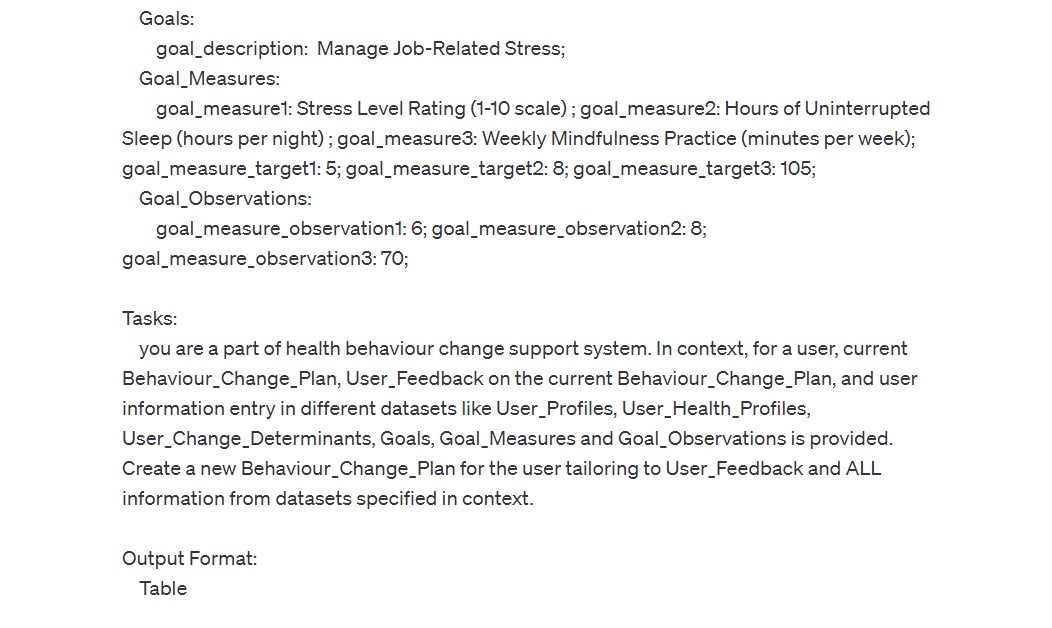 Goals:
goal_description:  Manage Job-Related Stress;
Goal_Measures:
goal_measure1: Stress Level Rating (1-10 scale) ; goal_measure2: Hours of Uninterrupted
Sleep (hours per night) ; goal_measure3: Weekly Mindfulness Practice (minutes per week);
goal_measure_target1: 5; goal_measure_target2: 8; goal_measure_target3: 105;
Goal_Observations:
goal_measure_observation1: 6; goal_measure_observation2: 8;
goal_measure_observation3: 70;
Tasks:
you are a part of health behaviour change support system. In context, for a user, current
Behaviour_Change_Plan, User_Feedback on the current Behaviour_Change_Plan, and user
information entry in different datasets like User_Profiles, User_Health_Profiles,
User_Change_Determinants, Goals, Goal_Measures and Goal_Observations is provided.
Create a new Behaviour_Change_Plan for the user tailoring to User_Feedback and ALL
information from datasets specified in context.
Output Format:
Table